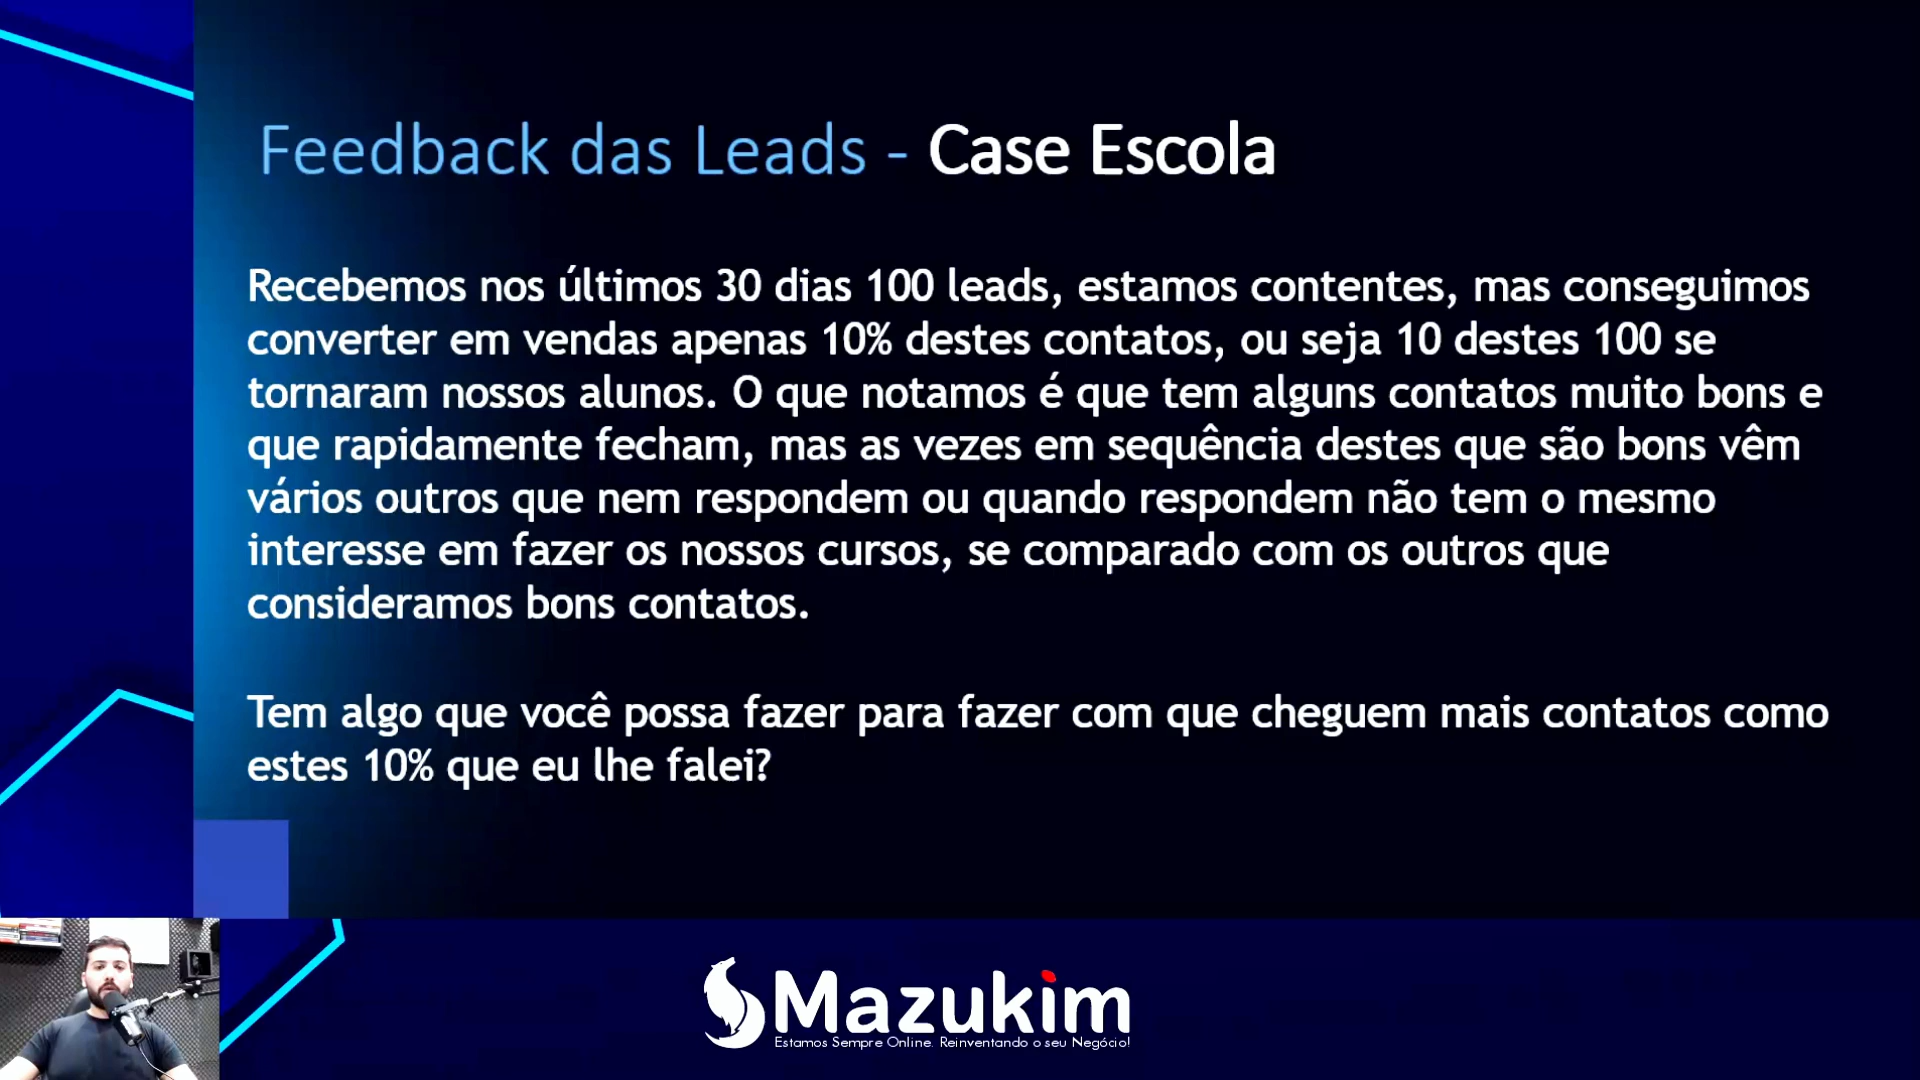 Feedback das Leads - Case Escola
Recebemos nos últimos 30 dias 100 leads, estamos contentes, mas conseguimos
converter em vendas apenas 10% destes contatos, ou seja 10 destes 100 se
tornaram nossos alunos. O que notamos é que tem alguns contatos muito bons e
que rapidamente fecham, mas as vezes em sequência destes que são bons vêm
vários outros que nem respondem ou quando respondem não tem o mesmo
interesse em fazer os nossos cursos, se comparado com os outros que
consideramos bons contatos.
Tem algo que você possa fazer para fazer com que cheguem mais contatos como
estes 10% que eu lhe falei?
Mazukim
Estamos Sempre Online. Reinventando o seu Negócio!